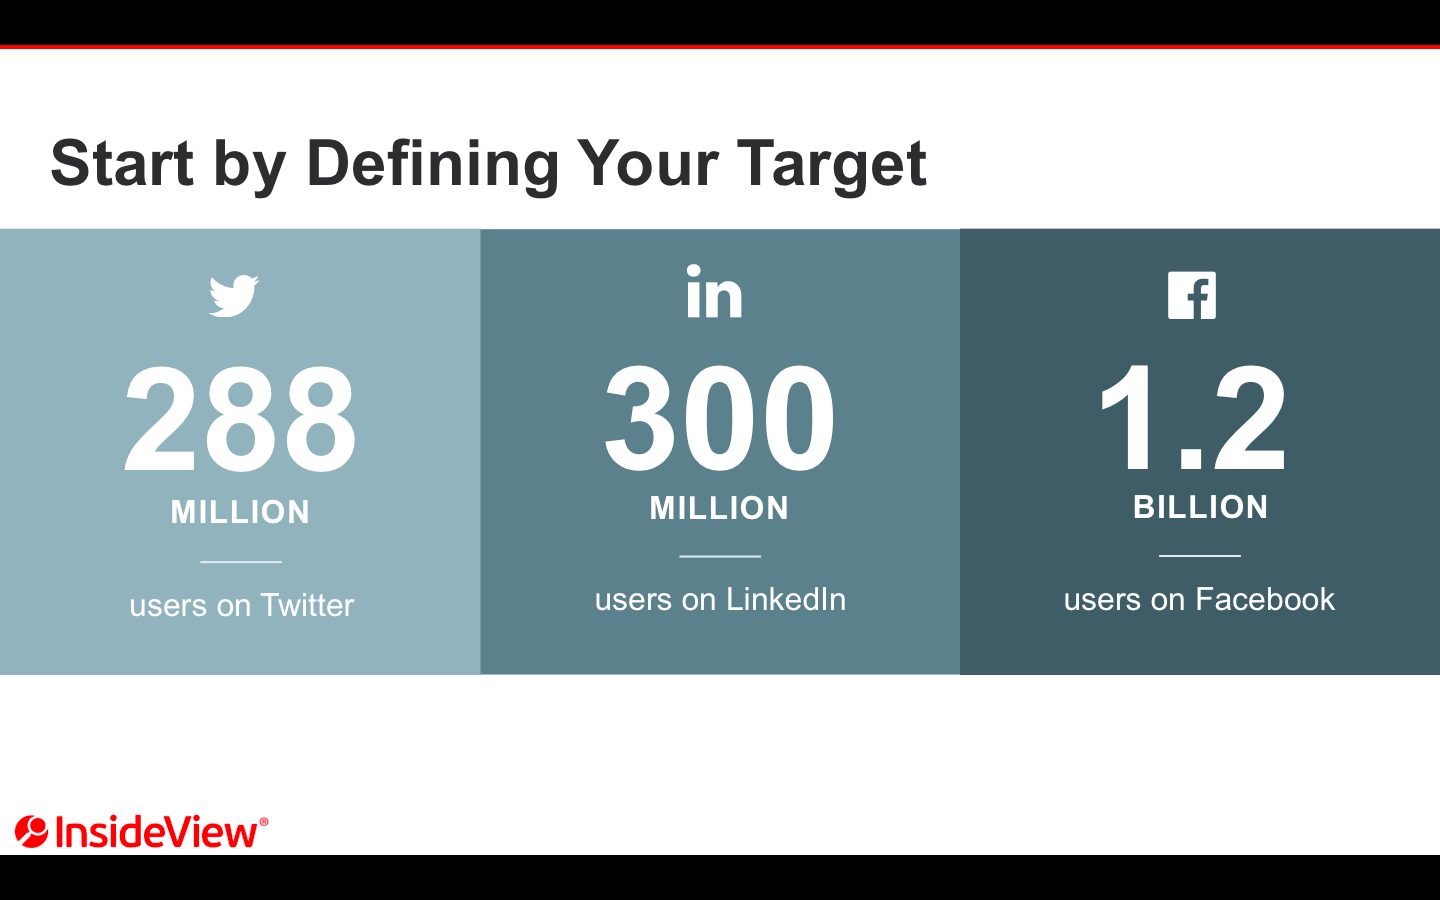 Start by Defining Your Target
288
MILLION
users on Twitter
in
300
MILLION
users on LinkedIn
f
1.2
BILLION
users on Facebook
InsideView®